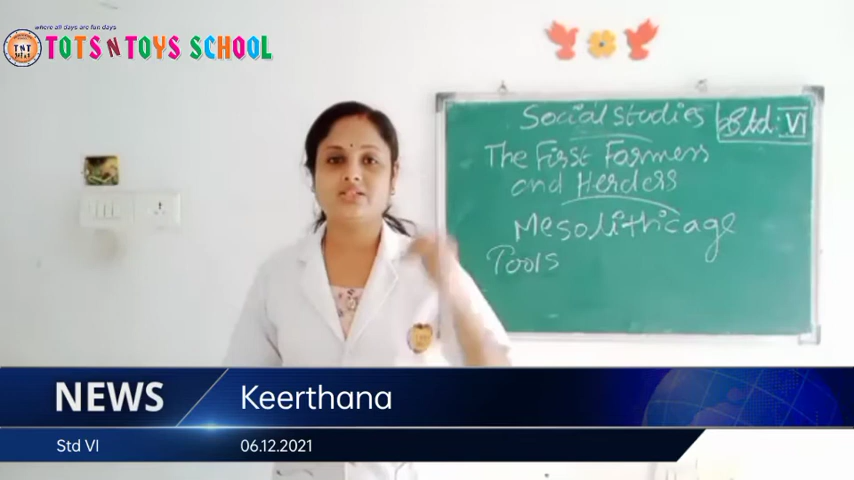 where all days are fun days
TOTS N TOYS SCHOOL
TNT
Social studies
Std: VI
The First Farmers
and Herders
Mesolithic age
Tools
NEWS
Keerthana
Std VI
06.12.2021